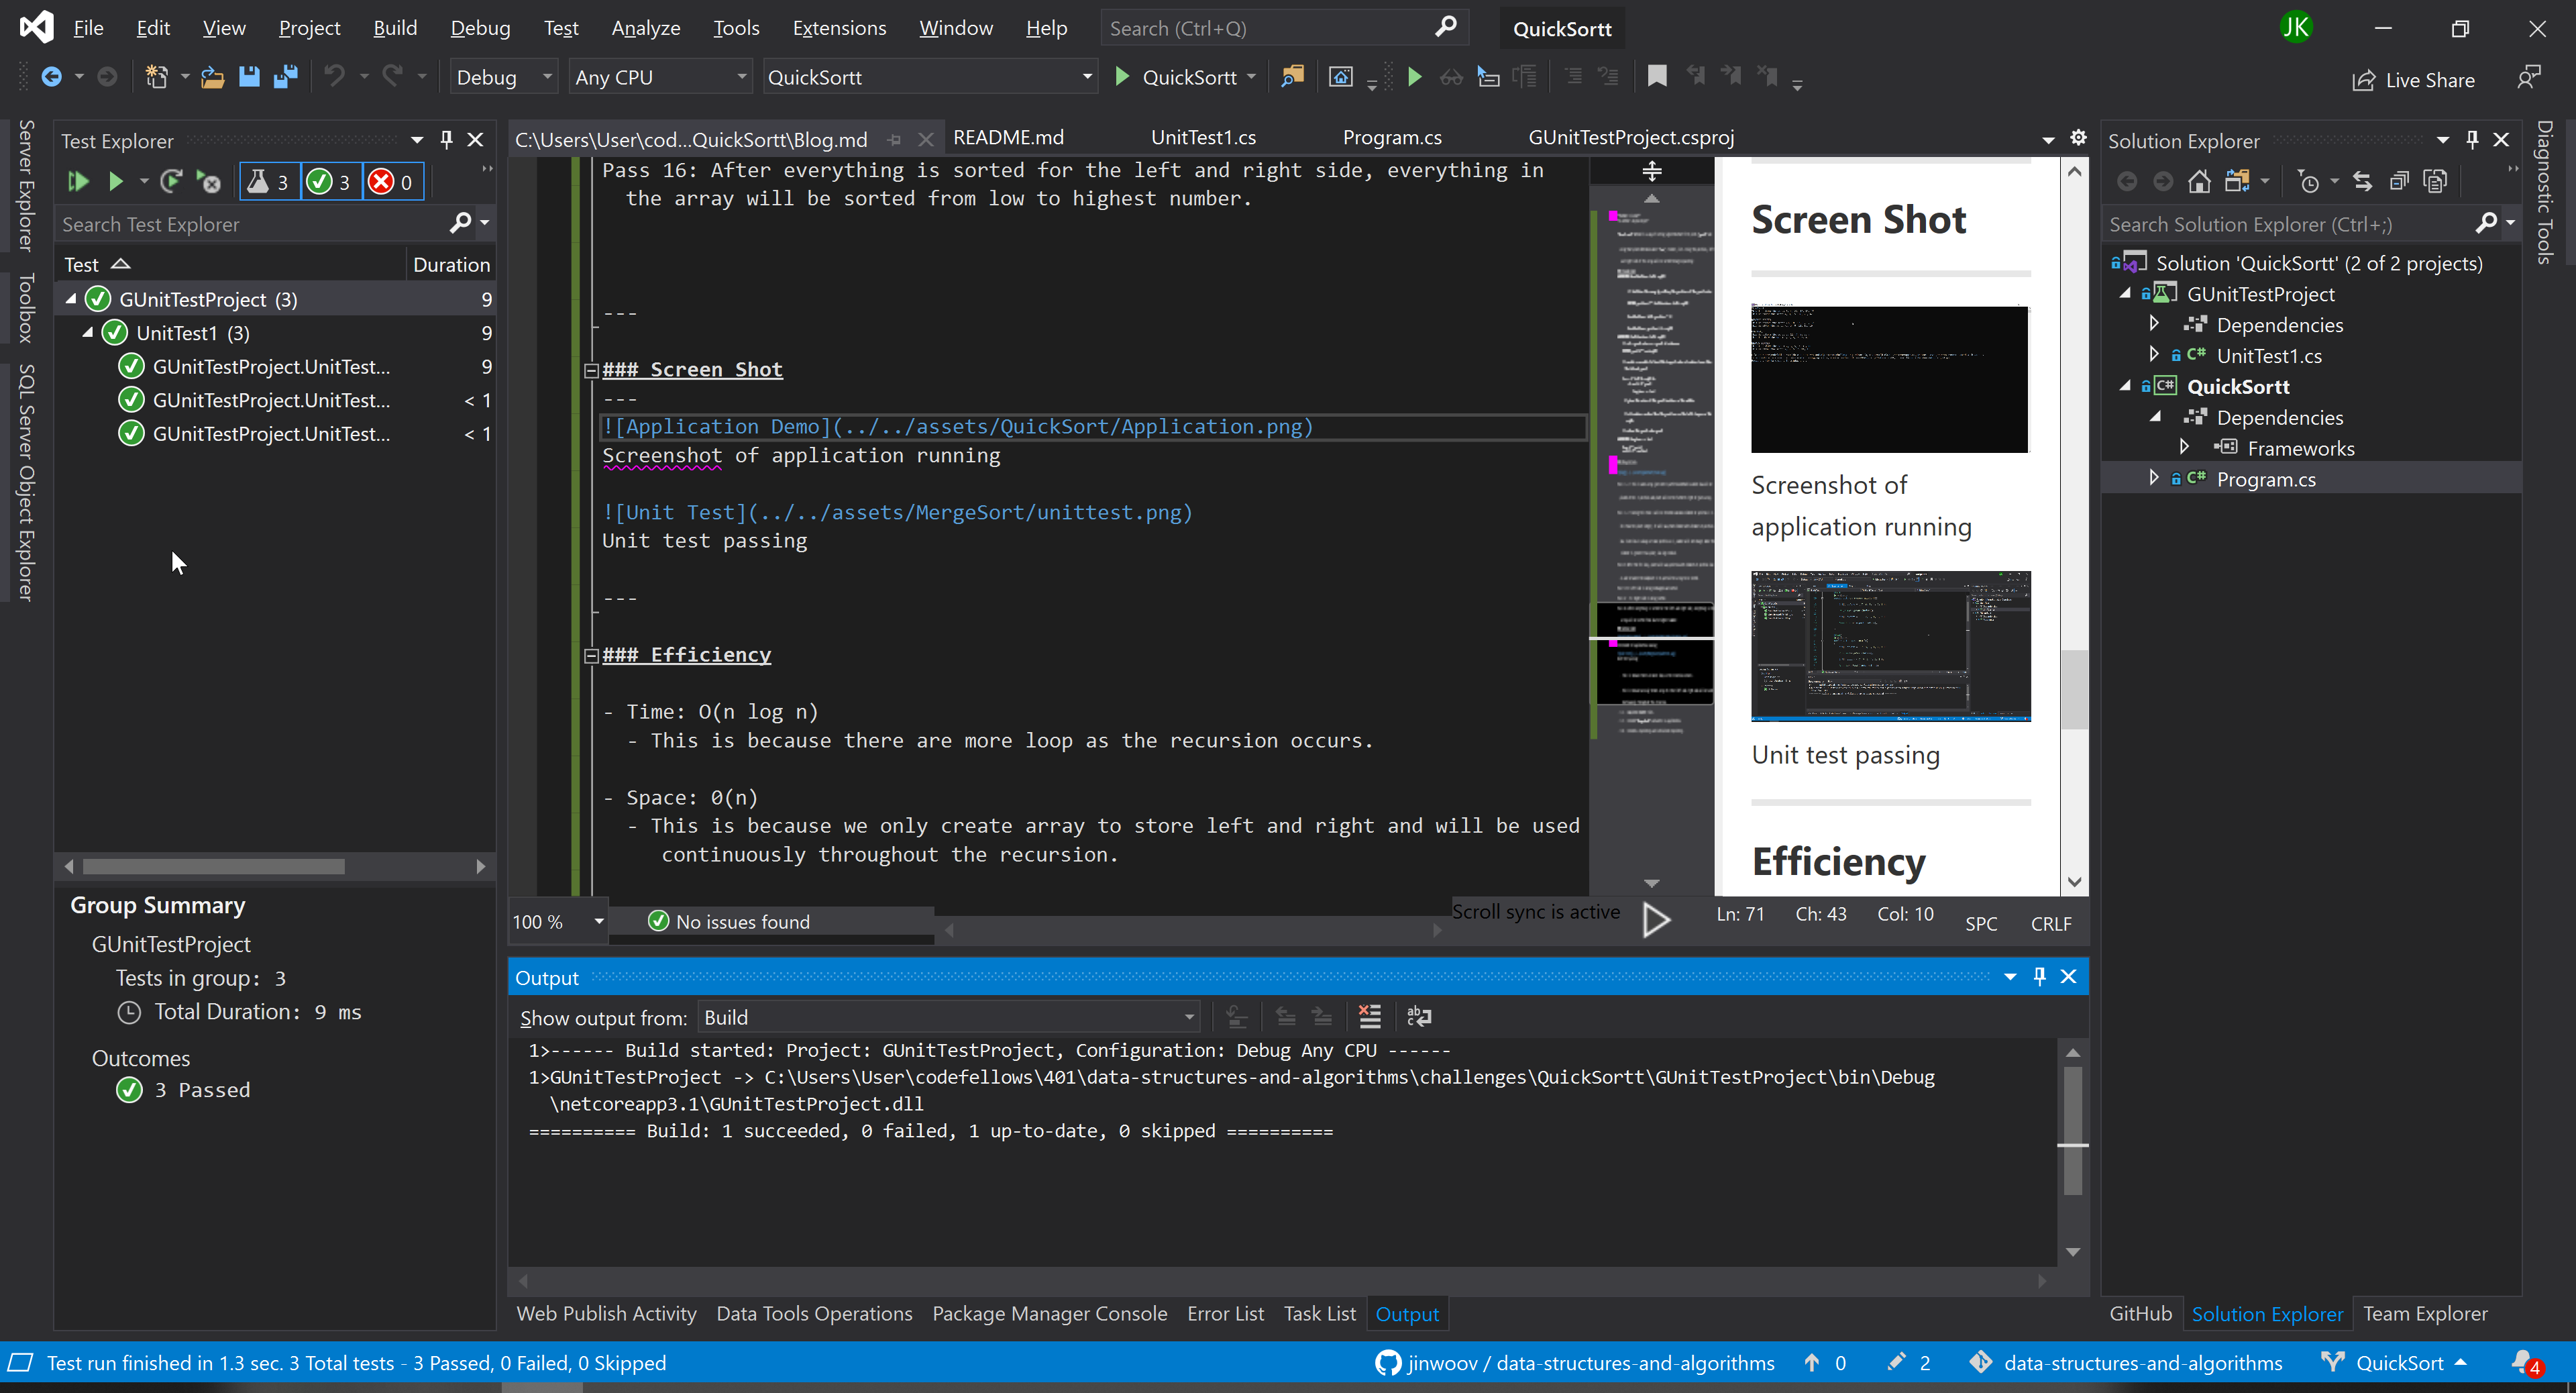 File Edit View Project Build Debug Test Analyze Tools Extensions Window Help Search (Ctrl+Q) QuickSortt JK
Debug Any CPU QuickSortt QuickSortt Live Share
Server Explorer
Toolbox
SQL Server Object Explorer
Test Explorer
3 3 0
Search Test Explorer
Test Duration
GUnitTestProject (3) 9
UnitTest1 (3) 9
GUnitTestProject.UnitTest... 9
GUnitTestProject.UnitTest... < 1
GUnitTestProject.UnitTest... < 1
Group Summary
GUnitTestProject
Tests in group: 3
Total Duration: 9 ms
Outcomes
3 Passed
C:\Users\User\cod...QuickSortt\Blog.md README.md UnitTest1.cs Program.cs GUnitTestProject.csproj
Pass 16: After everything is sorted for the left and right side, everything in
the array will be sorted from low to highest number.
---
### Screen Shot
---
![Application Demo](../../assets/QuickSort/Application.png)
Screenshot of application running
![Unit Test](../../assets/MergeSort/unittest.png)
Unit test passing
---
### Efficiency
- Time: O(n log n)
- This is because there are more loop as the recursion occurs.
- Space: 0(n)
- This is because we only create array to store left and right and will be used
continuously throughout the recursion.
100 % No issues found Scroll sync is active Ln: 71 Ch: 43 Col: 10 SPC CRLF
Screen Shot
Screenshot of
application running
Unit test passing
Efficiency
Output
Show output from: Build
1>------ Build started: Project: GUnitTestProject, Configuration: Debug Any CPU ------
1>GUnitTestProject -> C:\Users\User\codefellows\401\data-structures-and-algorithms\challenges\QuickSortt\GUnitTestProject\bin\Debug
\netcoreapp3.1\GUnitTestProject.dll
========== Build: 1 succeeded, 0 failed, 1 up-to-date, 0 skipped ==========
Web Publish Activity Data Tools Operations Package Manager Console Error List Task List Output
Solution Explorer
Search Solution Explorer (Ctrl+;)
Solution 'QuickSortt' (2 of 2 projects)
GUnitTestProject
Dependencies
C# UnitTest1.cs
C# QuickSortt
Dependencies
Frameworks
C# Program.cs
GitHub Solution Explorer Team Explorer
Diagnostic Tools
Test run finished in 1.3 sec. 3 Total tests - 3 Passed, 0 Failed, 0 Skipped jinwoov / data-structures-and-algorithms 0 2 data-structures-and-algorithms QuickSort 4